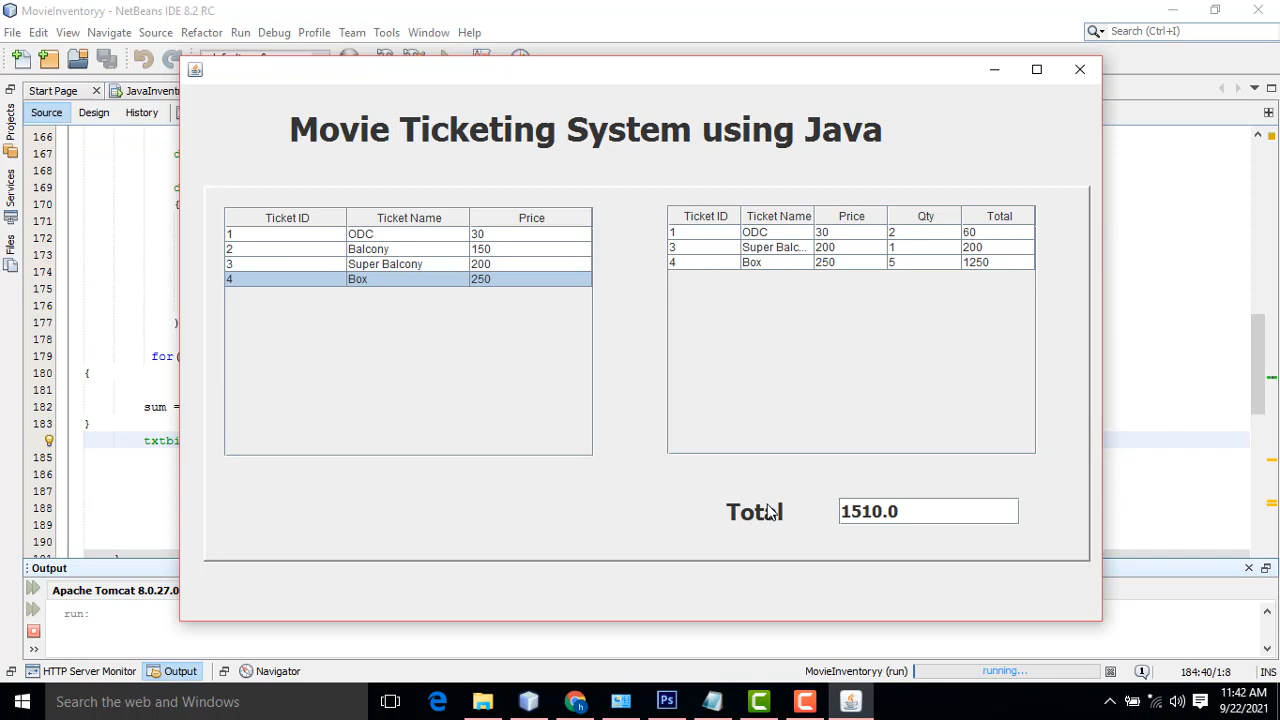 MovieInventoryy - NetBeans IDE 8.2 RC
File Edit View Navigate Source Refactor Run Debug Profile Team Tools Window Help
Search (Ctrl+I)
Start Page
JavaInvent
Source Design History
Projects
Services
Files
Movie Ticketing System using Java
Ticket ID Ticket Name Price
1 ODC 30
2 Balcony 150
3 Super Balcony 200
4 Box 250
Ticket ID Ticket Name Price Qty Total
1 ODC 30 2 60
3 Super Balc... 200 1 200
4 Box 250 5 1250
Total 1510.0
166
167 d
168
169 d
170 {
171
172
173
174
175
176
177 )
178
179 for(
180 {
181
182 sum =
183 }
txtbi
185
186
187
188
189
190
Output
Apache Tomcat 8.0.27.0
run:
HTTP Server Monitor
Output
Navigator
MovieInventoryy (run) running... 184:40/1:8 INS
Search the web and Windows
11:42 AM
9/22/2021